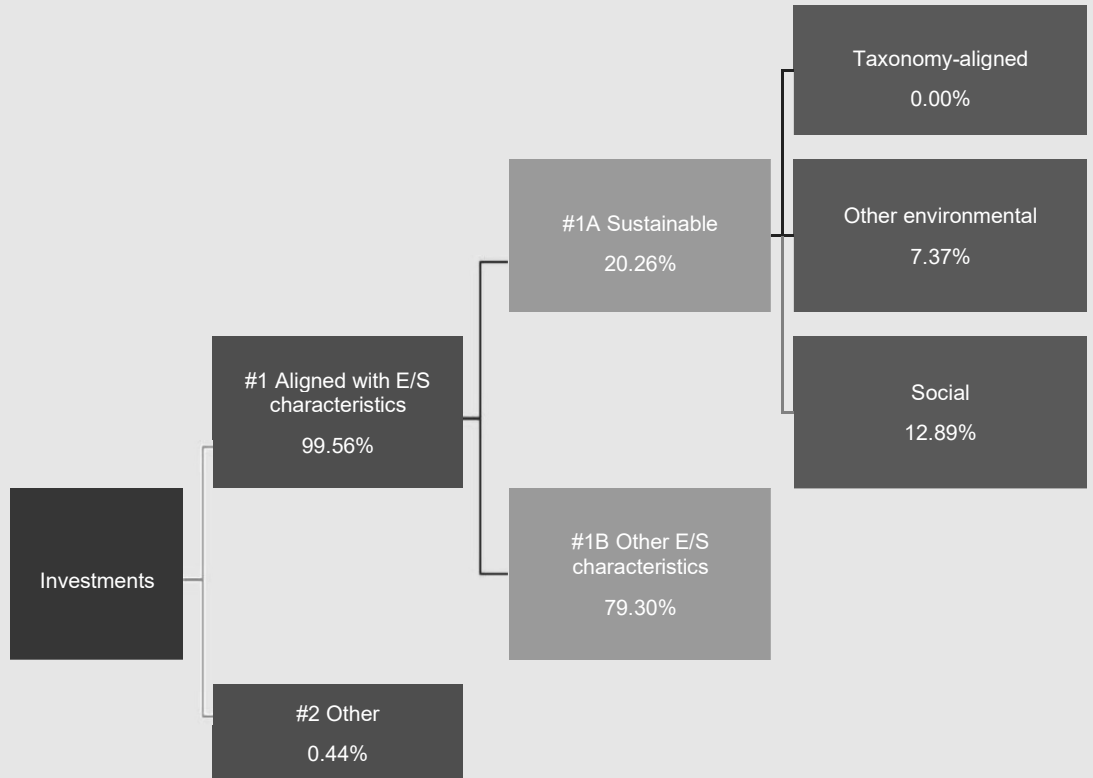 Taxonomy-aligned
0.00%
#1A Sustainable
20.26%
Other environmental
7.37%
#1 Aligned with E/S
characteristics
99.56%
Social
12.89%
Investments
#1B Other E/S
characteristics
79.30%
#2 Other
0.44%